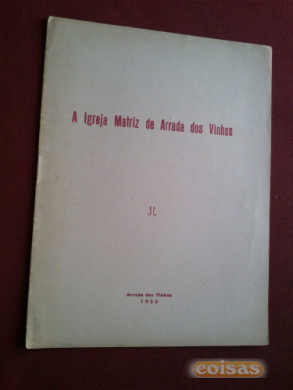 A Igreja Matriz de Arruda dos Vinhos
Arruda dos Vinhos
coisas